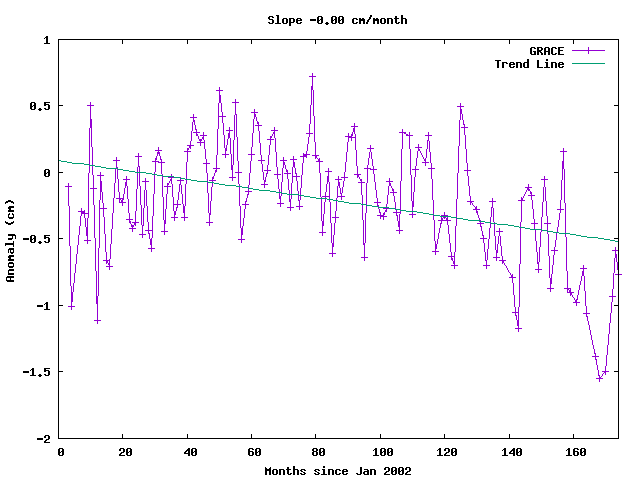 Slope -0.00 cm/month
GRACE
Trend Line
1
0.5
0
-0.5
-1
-1.5
-2
Anomaly (cm)
0 20 40 60 80 100 120 140 160
Months since Jan 2002